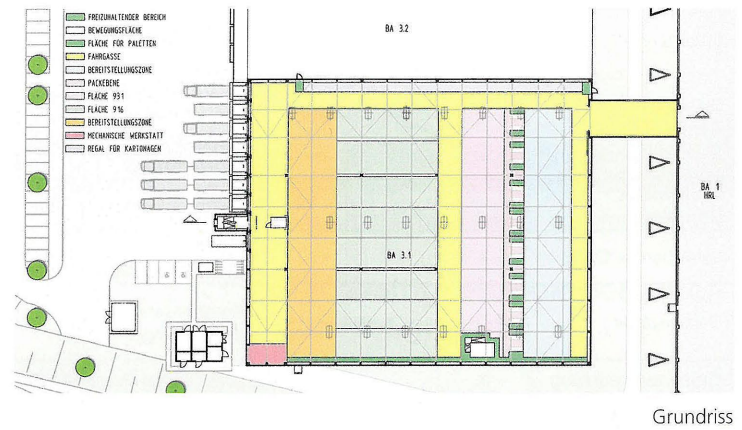 FREIZUHALTENDER BEREICH
BEWEGUNGSFLÄCHE
FLÄCHE FÜR PALETTEN
FAHRGASSE
BEREITSTELLUNGSZONE
PACKEBENE
FLÄCHE 931
FLÄCHE 916
BEREITSTELLUNGSZONE
MECHANISCHE WERKSTATT
REGAL FÜR KARTONAGEN
BA 3.2
BA 1
HRL
BA 3.1
Grundriss